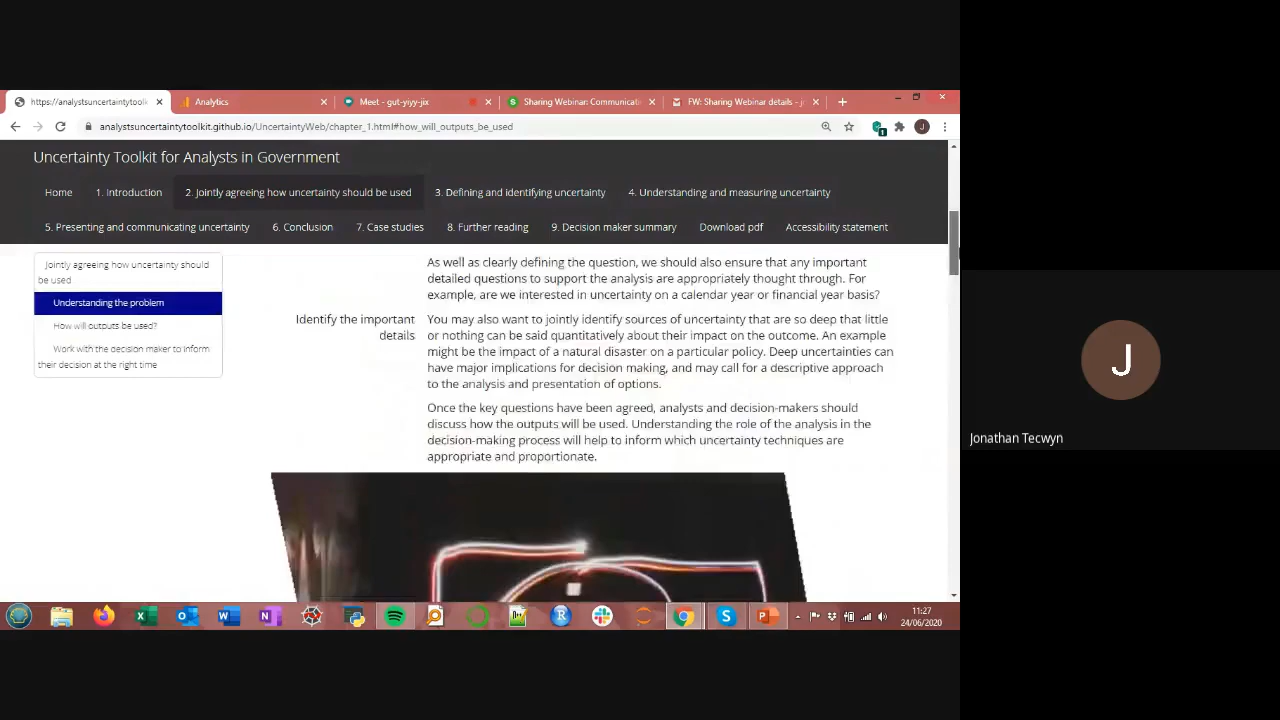 https://analystsuncertaintytoolk
Analytics
Meet - gut-yiyy-jix
Sharing Webinar: Communicati
FW: Sharing Webinar details - j
analystsuncertaintytoolkit.github.io/UncertaintyWeb/chapter_1.html#how_will_outputs_be_used
J
Uncertainty Toolkit for Analysts in Government
Home
1. Introduction
2. Jointly agreeing how uncertainty should be used
3. Defining and identifying uncertainty
4. Understanding and measuring uncertainty
5. Presenting and communicating uncertainty
6. Conclusion
7. Case studies
8. Further reading
9. Decision maker summary
Download pdf
Accessibility statement
Jointly agreeing how uncertainty should
be used
Understanding the problem
How will outputs be used?
Work with the decision maker to inform
their decision at the right time
As well as clearly defining the question, we should also ensure that any important
detailed questions to support the analysis are appropriately thought through. For
example, are we interested in uncertainty on a calendar year or financial year basis?
Identify the important
details
You may also want to jointly identify sources of uncertainty that are so deep that little
or nothing can be said quantitatively about their impact on the outcome. An example
might be the impact of a natural disaster on a particular policy. Deep uncertainties can
have major implications for decision making, and may call for a descriptive approach
to the analysis and presentation of options.
Once the key questions have been agreed, analysts and decision-makers should
discuss how the outputs will be used. Understanding the role of the analysis in the
decision-making process will help to inform which uncertainty techniques are
appropriate and proportionate.
11:27
24/06/2020
J
Jonathan Tecwyn